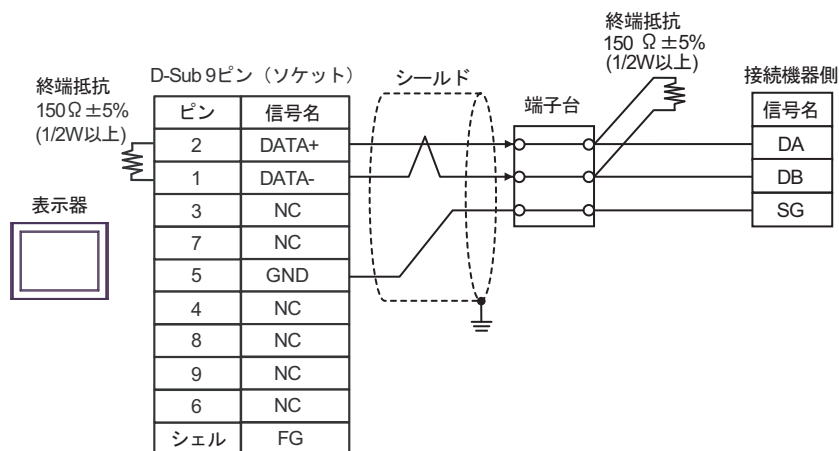 終端抵抗
150Ω±5%
(1/2W以上)
表示器
D-Sub 9ピン(ソケット)
ピン 信号名
2 DATA+
1 DATA-
3 NC
7 NC
5 GND
4 NC
8 NC
9 NC
6 NC
シェル FG
シールド
端子台
終端抵抗
150 Ω±5%
(1/2W以上)
接続機器側
信号名
DA
DB
SG